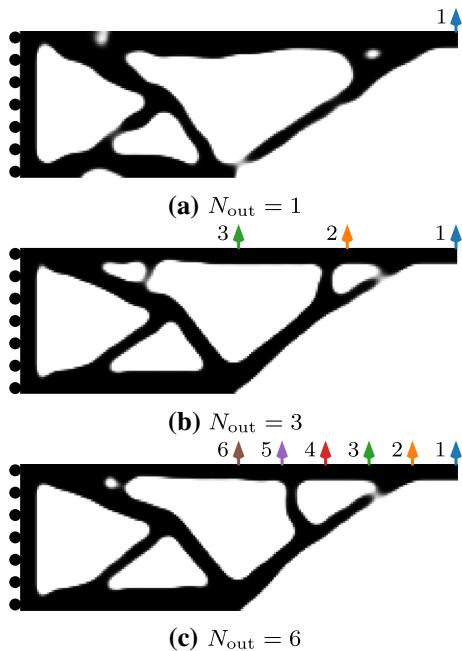 1
(a) N_out = 1
3 2 1
(b) N_out = 3
6 5 4 3 2 1
(c) N_out = 6